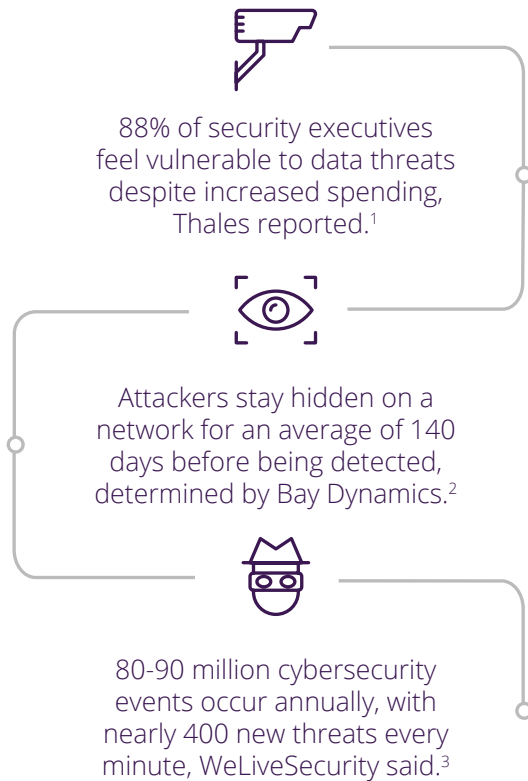 88% of security executives
feel vulnerable to data threats
despite increased spending,
Thales reported.¹
Attackers stay hidden on a
network for an average of 140
days before being detected,
determined by Bay Dynamics.²
80-90 million cybersecurity
events occur annually, with
nearly 400 new threats every
minute, WeLiveSecurity said.³